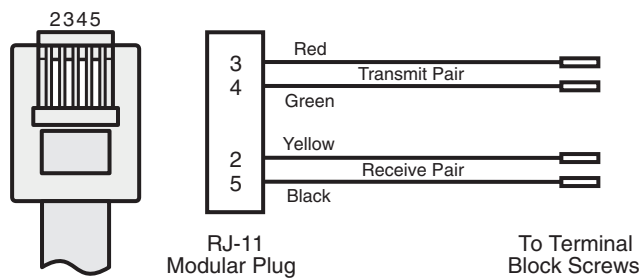 2345
3
Red
Transmit Pair
4
Green
Yellow
2
Receive Pair
5
Black
RJ-11
Modular Plug
To Terminal
Block Screws